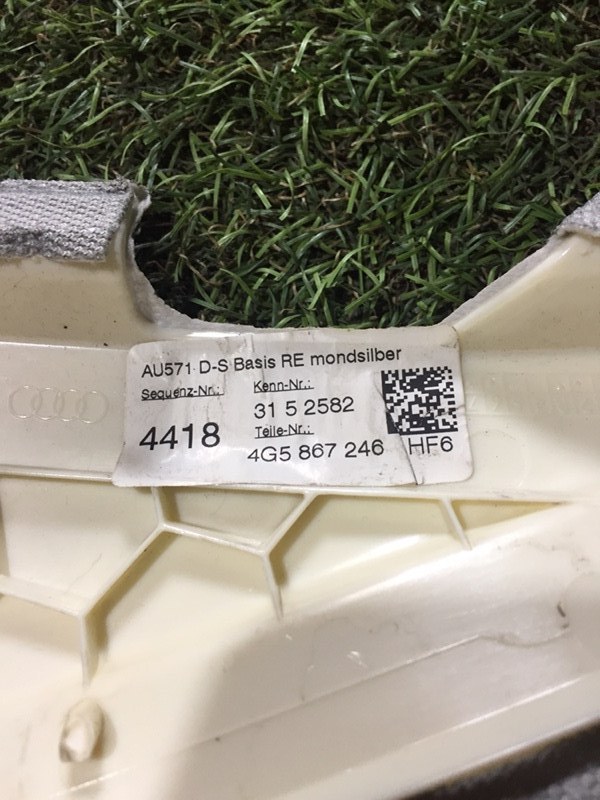 AU571 D-S Basis RE mondsilber
Sequenz-Nr.: Kenn-Nr.:
31 5 2582
4418 Teile-Nr.:
4G5 867 246 HF6